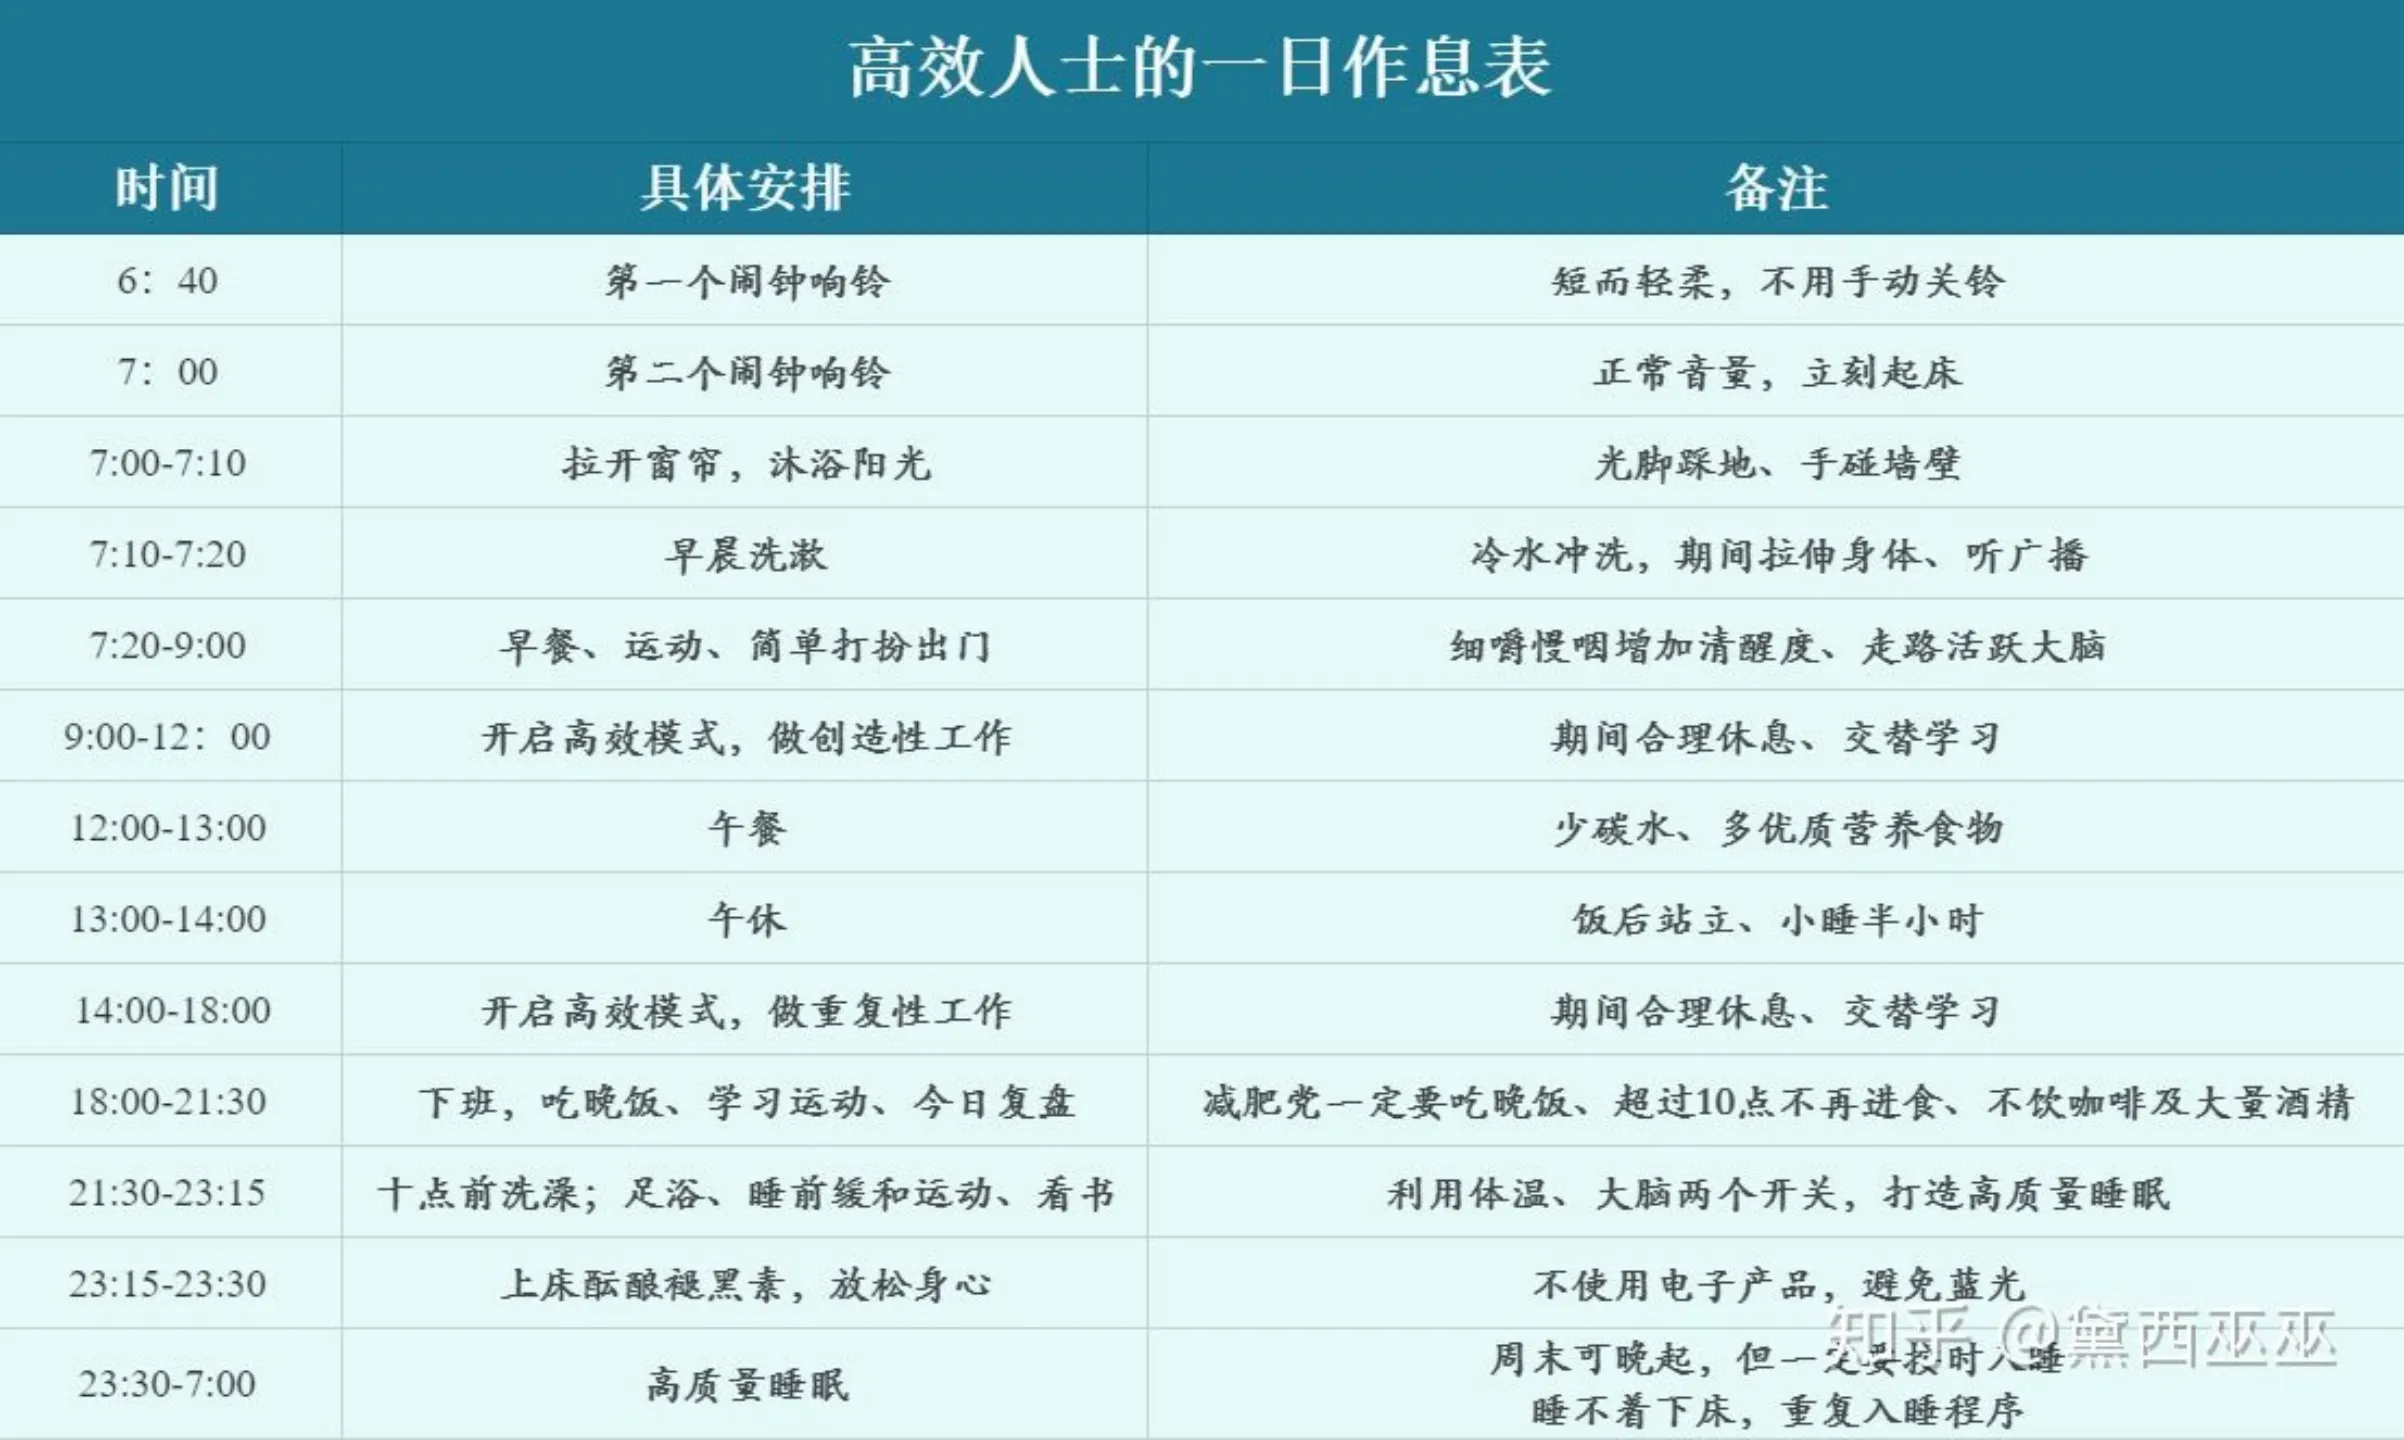 高效人士的一日作息表
时间 具体安排 备注
6：40 第一个闹钟响铃 短而轻柔，不用手动关铃
7：00 第二个闹钟响铃 正常音量，立刻起床
7:00-7:10 拉开窗帘，沐浴阳光 光脚踩地、手碰墙壁
7:10-7:20 早晨洗漱 冷水冲洗，期间拉伸身体、听广播
7:20-9:00 早餐、运动、简单打扮出门 细嚼慢咽增加清醒度、走路活跃大脑
9:00-12：00 开启高效模式，做创造性工作 期间合理休息、交替学习
12:00-13:00 午餐 少碳水、多优质营养食物
13:00-14:00 午休 饭后站立、小睡半小时
14:00-18:00 开启高效模式，做重复性工作 期间合理休息、交替学习
18:00-21:30 下班，吃晚饭、学习运动、今日复盘 减肥党一定要吃晚饭、超过10点不再进食、不饮咖啡及大量酒精
21:30-23:15 十点前洗澡；足浴、睡前缓和运动、看书 利用体温、大脑两个开关，打造高质量睡眠
23:15-23:30 上床酝酿褪黑素，放松身心 不使用电子产品，避免蓝光
23:30-7:00 高质量睡眠 周末可晚起，但一定要按时入睡
睡不着下床，重复入睡程序
知乎 @黛西巫巫